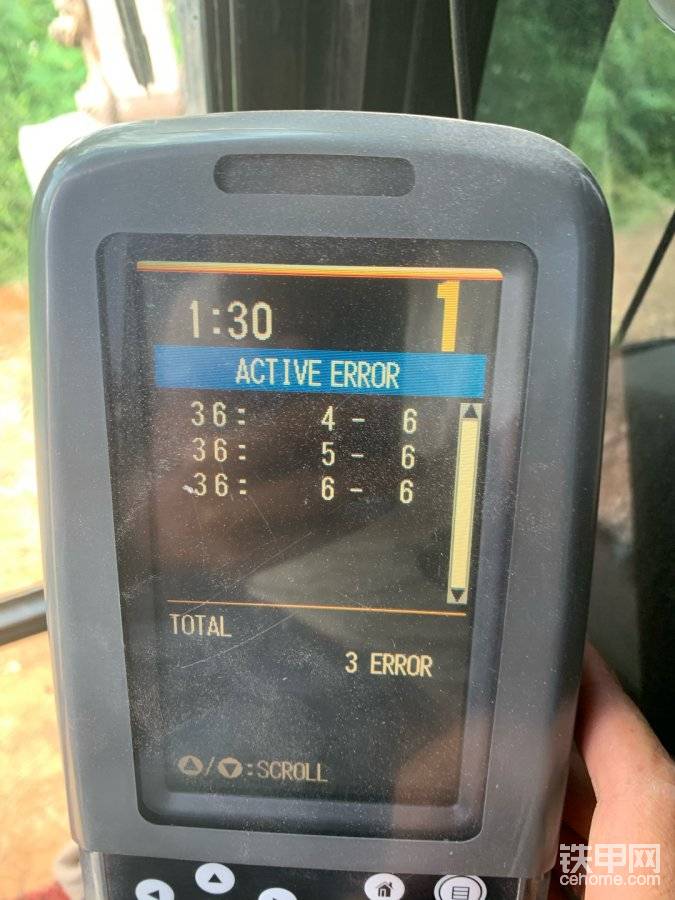 1:30
1
ACTIVE ERROR
36: 4- 6
36: 5- 6
36: 6- 6
TOTAL
3 ERROR
▲/▼:SCROLL
铁甲网
cehome.com